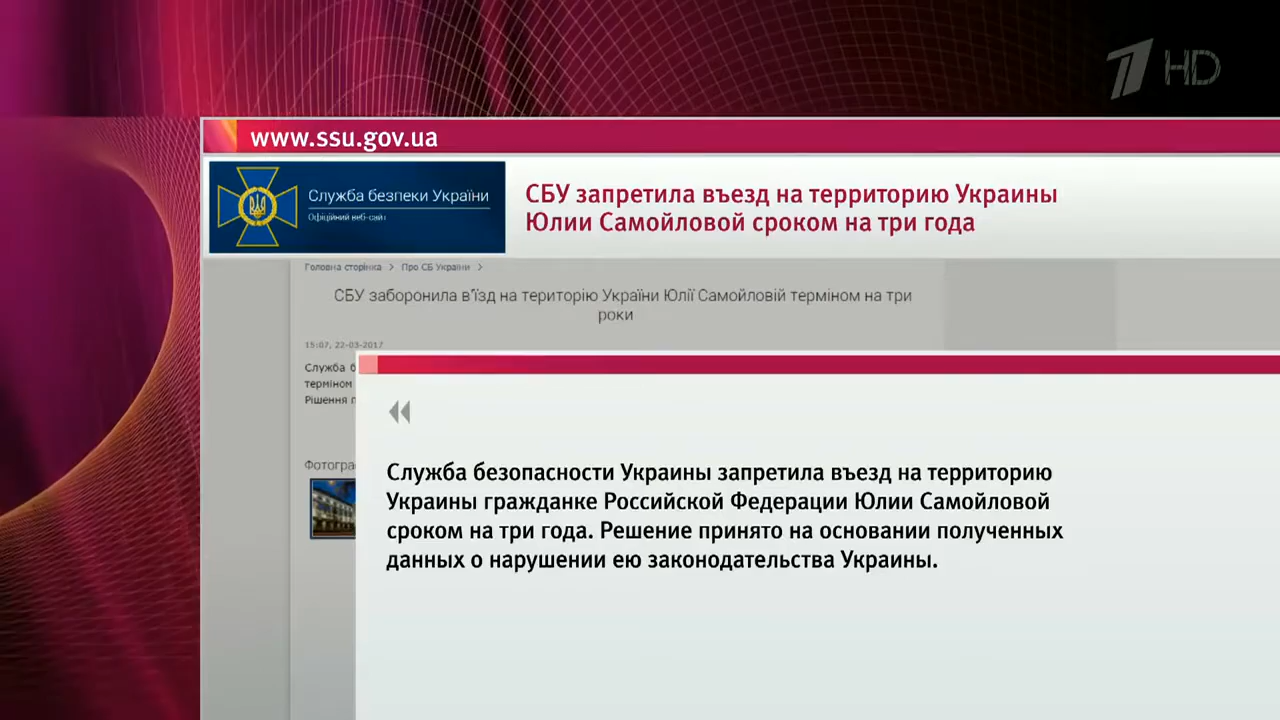 1 HD
www.ssu.gov.ua
Служба безпеки України
Офіційний веб-сайт
СБУ запретила въезд на территорию Украины
Юлии Самойловой сроком на три года
Головна сторінка > Про СБ України >
СБУ заборонила в'їзд на територію України Юлії Самойловій терміном на три
роки
15:07, 22-03-2017
Служба б
терміном
Рішення п
Фотогра
Служба безопасности Украины запретила въезд на территорию
Украины гражданке Российской Федерации Юлии Самойловой
сроком на три года. Решение принято на основании полученных
данных о нарушении ею законодательства Украины.